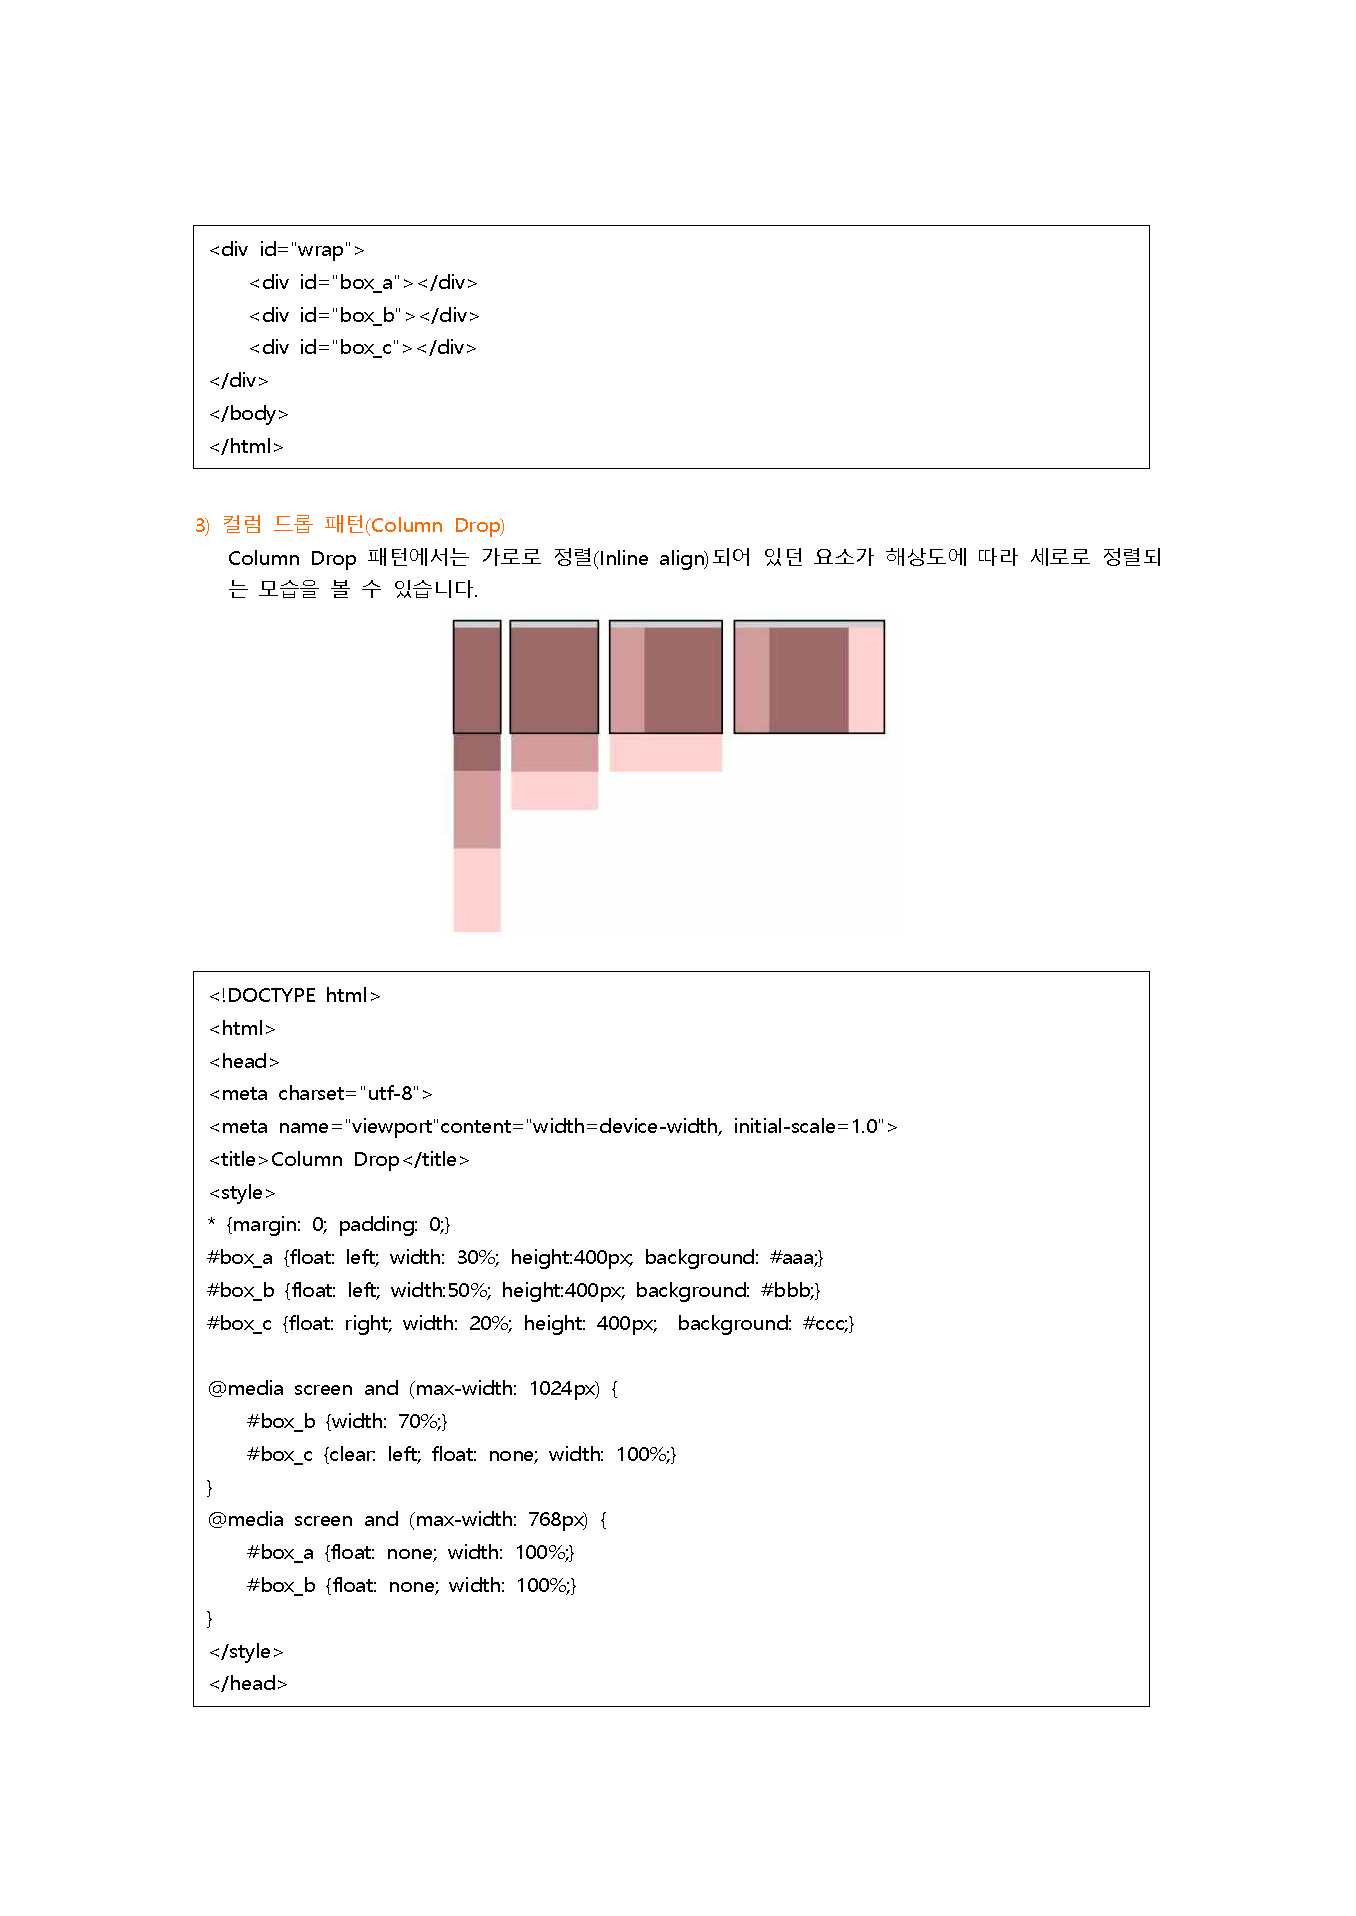 <div id="wrap">
<div id="box_a"></div>
<div id="box_b"></div>
<div id="box_c"></div>
</div>
</body>
</html>
3) 컬럼 드롭 패턴(Column Drop)
Column Drop 패턴에서는 가로로 정렬(Inline align)되어 있던 요소가 해상도에 따라 세로로 정렬되
는 모습을 볼 수 있습니다.
<!DOCTYPE html>
<html>
<head>
<meta charset="utf-8">
<meta name="viewport"content="width=device-width, initial-scale=1.0">
<title>Column Drop</title>
<style>
* {margin: 0; padding: 0;}
#box_a {float: left; width: 30%; height:400px; background: #aaa;}
#box_b {float: left; width:50%; height:400px; background: #bbb;}
#box_c {float: right; width: 20%; height: 400px;  background: #ccc;}
@media screen and (max-width: 1024px) {
#box_b {width: 70%;}
#box_c {clear: left; float: none; width: 100%;}
}
@media screen and (max-width: 768px) {
#box_a {float: none; width: 100%;}
#box_b {float: none; width: 100%;}
}
</style>
</head>